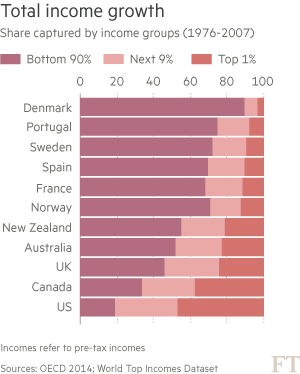 Total income growth
Share captured by income groups (1976-2007)
Bottom 90% Next 9% Top 1%
0 20 40 60 80 100
Denmark
Portugal
Sweden
Spain
France
Norway
New Zealand
Australia
UK
Canada
US
Incomes refer to pre-tax incomes
Sources: OECD 2014; World Top Incomes Dataset
FT